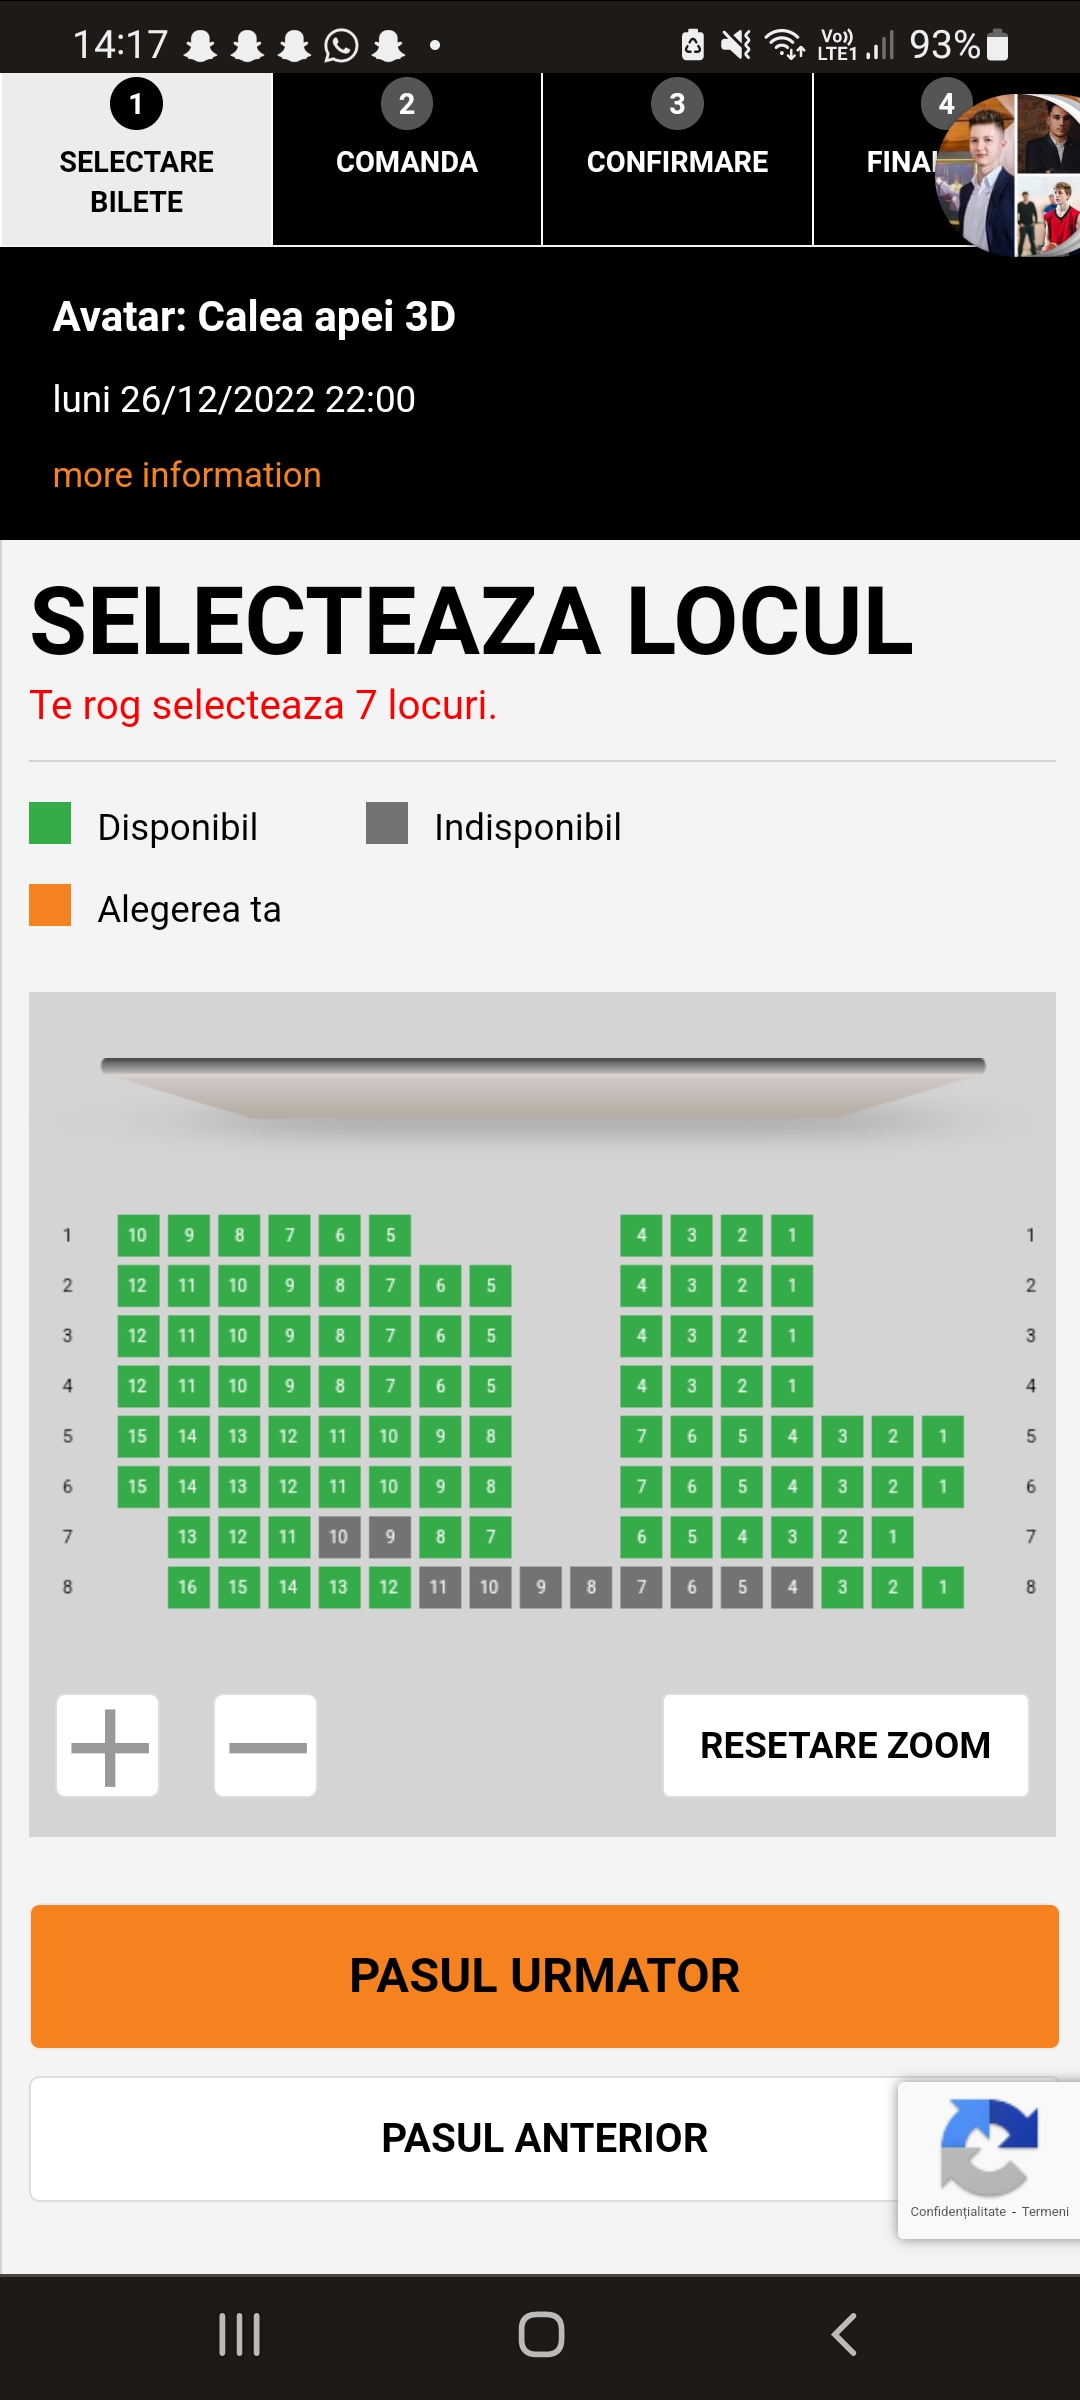 14:17 Vo)) LTE1 93%
1 2 3 4
SELECTARE BILETE COMANDA CONFIRMARE
Avatar: Calea apei 3D
luni 26/12/2022 22:00
more information
SELECTEAZA LOCUL
Te rog selecteaza 7 locuri.
Disponibil Indisponibil
Alegerea ta
1 10 9 8 7 6 5 4 3 2 1 1
2 12 11 10 9 8 7 6 5 4 3 2 1 2
3 12 11 10 9 8 7 6 5 4 3 2 1 3
4 12 11 10 9 8 7 6 5 4 3 2 1 4
5 15 14 13 12 11 10 9 8 7 6 5 4 3 2 1 5
6 15 14 13 12 11 10 9 8 7 6 5 4 3 2 1 6
7 13 12 11 10 9 8 7 6 5 4 3 2 1 7
8 16 15 14 13 12 11 10 9 8 7 6 5 4 3 2 1 8
RESETARE ZOOM
PASUL URMATOR
PASUL ANTERIOR
Confidențialitate - Termeni